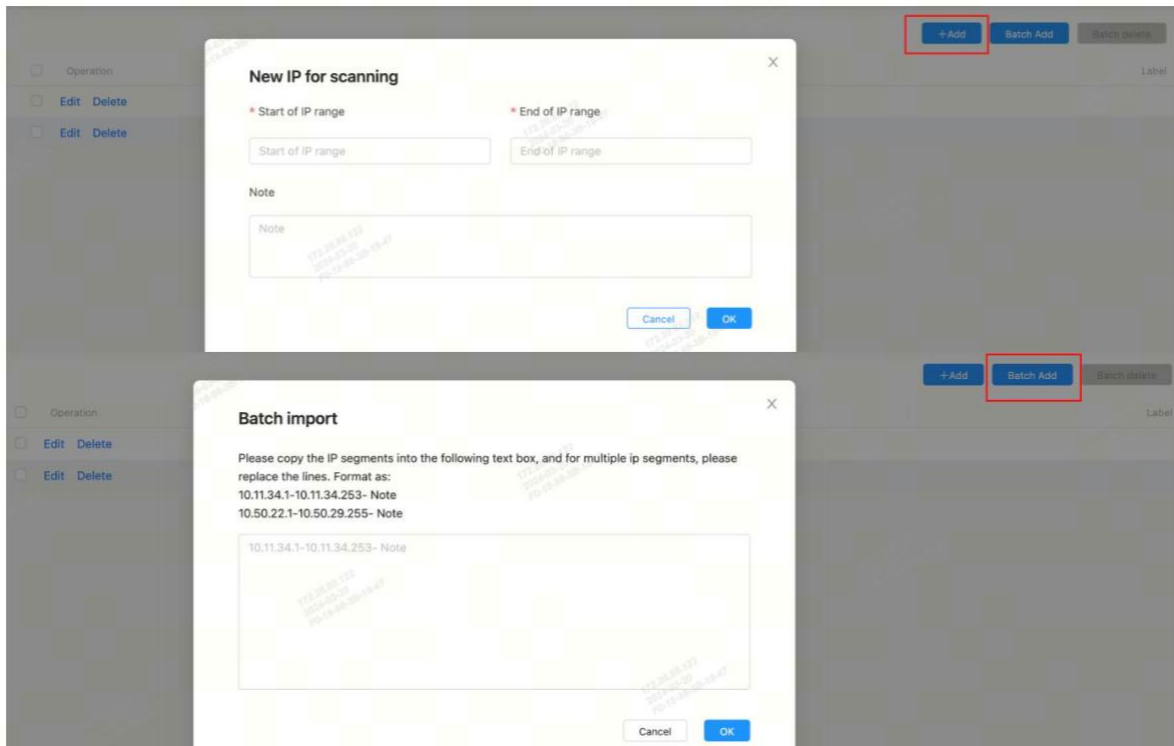 +Add Batch Add Batch delete
Operation Label
Edit Delete
Edit Delete
New IP for scanning
* Start of IP range * End of IP range
Start of IP range End of IP range
Note
Note
Cancel OK
+Add Batch Add Batch delete
Operation Label
Edit Delete
Edit Delete
Batch import
Please copy the IP segments into the following text box, and for multiple ip segments, please
replace the lines. Format as:
10.11.34.1-10.11.34.253- Note
10.50.22.1-10.50.29.255- Note
10.11.34.1-10.11.34.253- Note
Cancel OK